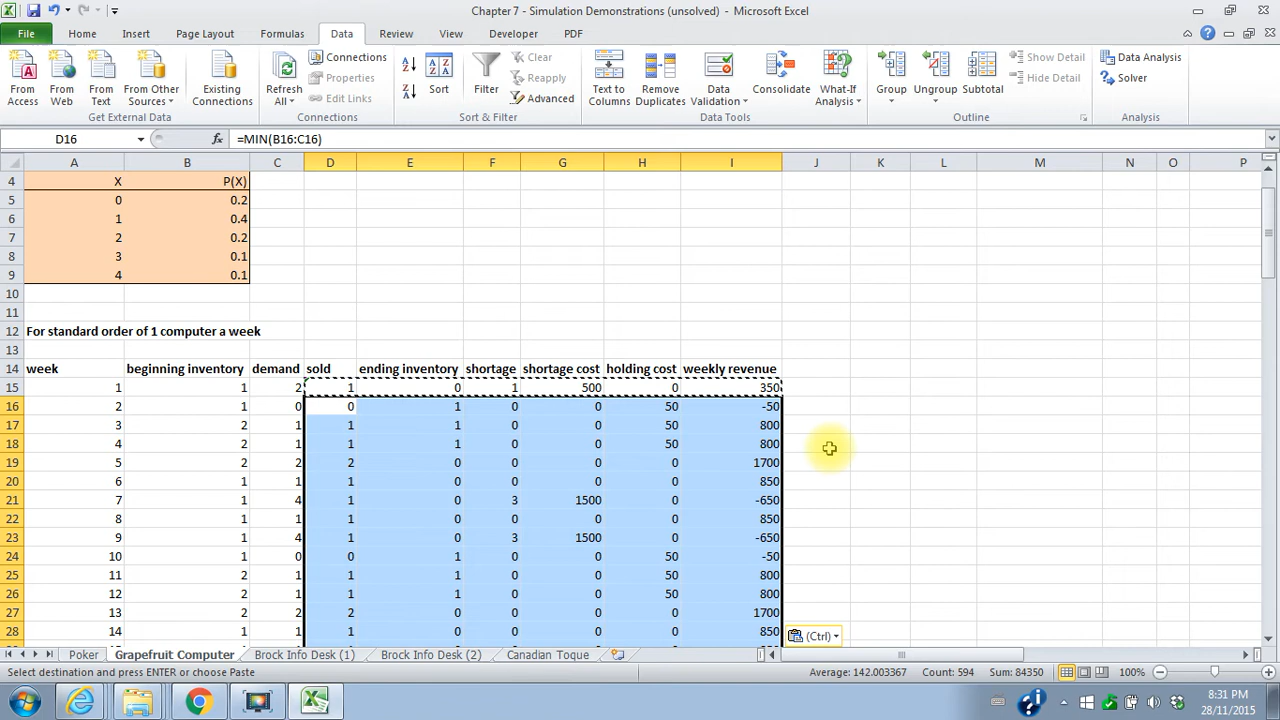 Chapter 7 - Simulation Demonstrations (unsolved) - Microsoft Excel
File Home Insert Page Layout Formulas Data Review View Developer PDF
From Access
From Web
From Text
From Other Sources
Existing Connections
Get External Data
Refresh All
Connections
Properties
Edit Links
Connections
Sort
Filter
Clear
Reapply
Advanced
Sort & Filter
Text to Columns
Remove Duplicates
Data Validation
Consolidate
What-If Analysis
Data Tools
Group
Ungroup
Subtotal
Show Detail
Hide Detail
Outline
Data Analysis
Solver
Analysis
D16 fx =MIN(B16:C16)
A B C D E F G H I J K L M N O P
4 X P(X)
5 0 0.2
6 1 0.4
7 2 0.2
8 3 0.1
9 4 0.1
10
11
12 For standard order of 1 computer a week
13
14 week beginning inventory demand sold ending inventory shortage shortage cost holding cost weekly revenue
15 1 1 2 1 0 1 500 0 350
16 2 1 0 0 1 0 0 50 -50
17 3 2 1 1 1 0 0 50 800
18 4 2 1 1 1 0 0 50 800
19 5 2 2 2 0 0 0 0 1700
20 6 1 1 1 0 0 0 0 850
21 7 1 4 1 0 3 1500 0 -650
22 8 1 1 1 0 0 0 0 850
23 9 1 4 1 0 3 1500 0 -650
24 10 1 0 0 1 0 0 50 -50
25 11 2 1 1 1 0 0 50 800
26 12 2 1 1 1 0 0 50 800
27 13 2 2 2 0 0 0 0 1700
28 14 1 1 1 0 0 0 0 850
(Ctrl)
Poker Grapefruit Computer Brock Info Desk (1) Brock Info Desk (2) Canadian Toque
Select destination and press ENTER or choose Paste Average: 142.003367 Count: 594 Sum: 84350 100%
8:31 PM
28/11/2015